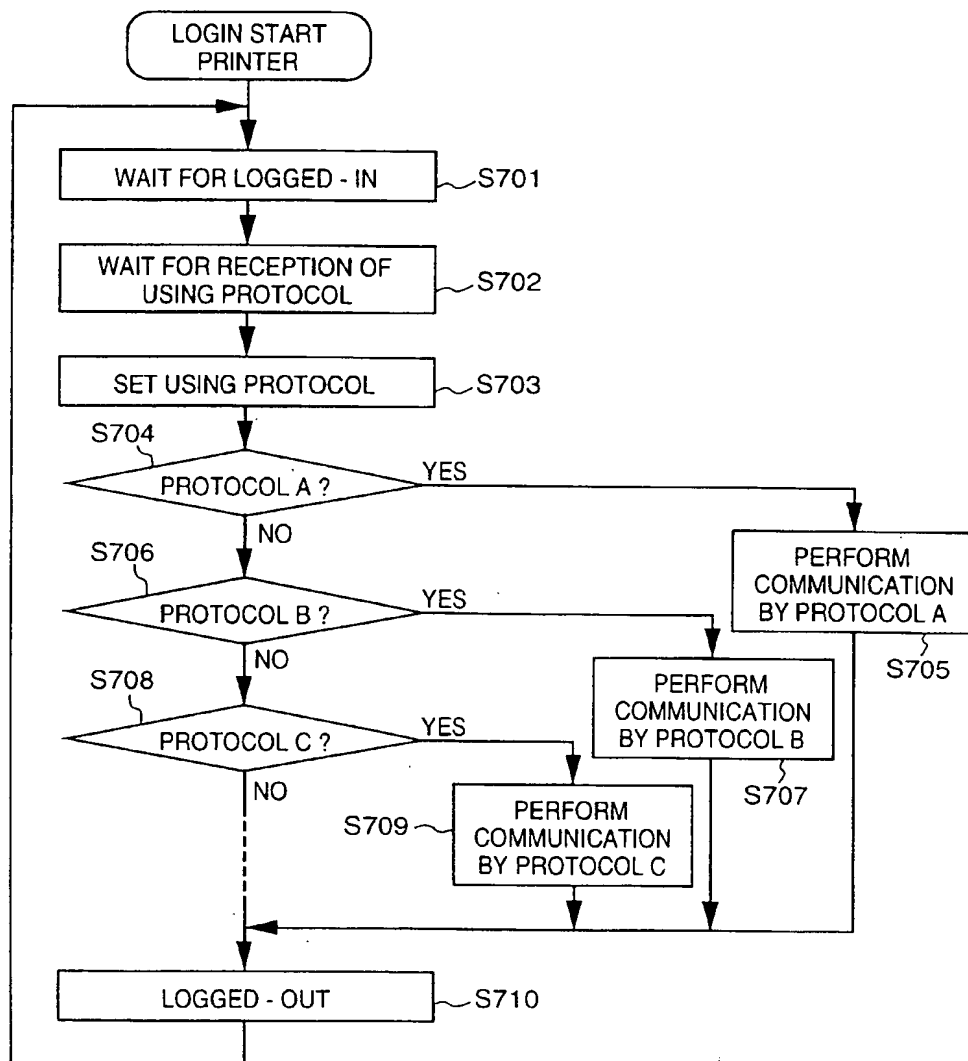 LOGIN START
PRINTER
WAIT FOR LOGGED - IN
S701
WAIT FOR RECEPTION OF
USING PROTOCOL
S702
SET USING PROTOCOL
S703
S704
PROTOCOL A ?
YES
NO
PERFORM
COMMUNICATION
BY PROTOCOL A
S705
S706
PROTOCOL B ?
YES
NO
PERFORM
COMMUNICATION
BY PROTOCOL B
S707
S708
PROTOCOL C ?
YES
NO
S709
PERFORM
COMMUNICATION
BY PROTOCOL C
LOGGED - OUT
S710